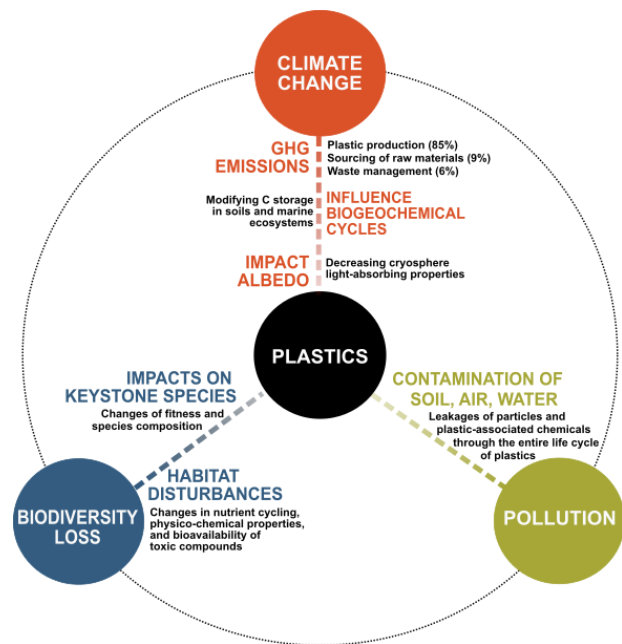 CLIMATE
CHANGE
GHG
EMISSIONS
Plastic production (85%)
Sourcing of raw materials (9%)
Waste management (6%)
Modifying C storage
in soils and marine
ecosystems
INFLUENCE
BIOGEOCHEMICAL
CYCLES
IMPACT
ALBEDO
Decreasing cryosphere
light-absorbing properties
PLASTICS
IMPACTS ON
KEYSTONE SPECIES
Changes of fitness and
species composition
CONTAMINATION OF
SOIL, AIR, WATER
Leakages of particles and
plastic-associated chemicals
through the entire life cycle
of plastics
HABITAT
DISTURBANCES
Changes in nutrient cycling,
physico-chemical properties,
and bioavailability of
toxic compounds
BIODIVERSITY
LOSS
POLLUTION